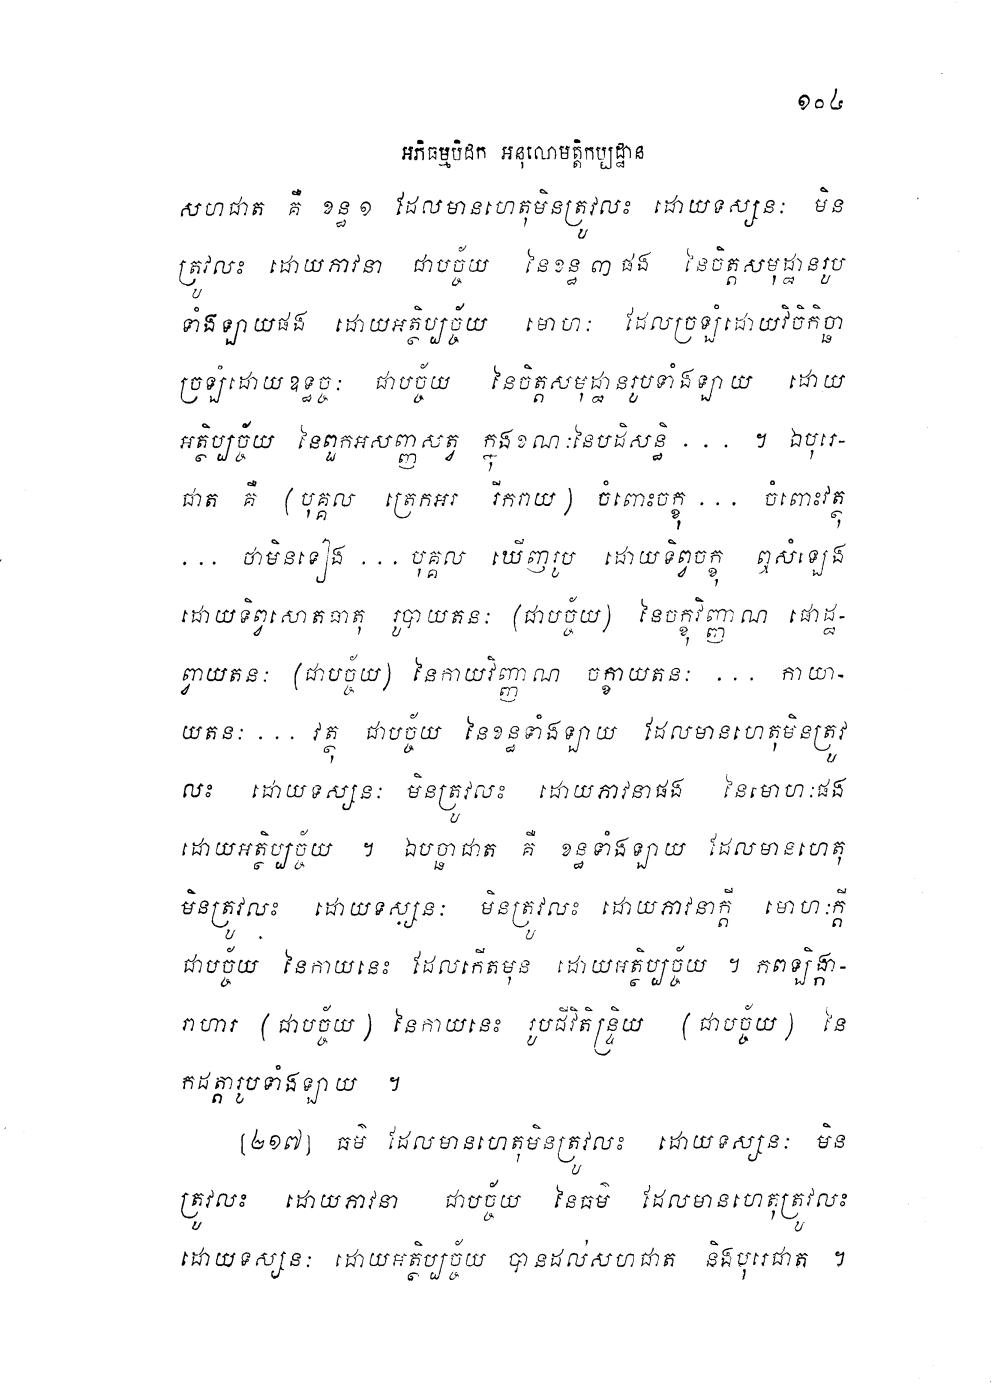 ១០៤
អភិធម្មបិដក អនុលោមត្តិកប្បដ្ឋាន
សហជាត គឺ ខន្ធ ១ ដែលមានហេតុមិនត្រូវលះ ដោយទស្សនៈ មិន
ត្រូវលះ ដោយភាវនា ជាបច្ច័យ នៃខន្ធ ៣ ផង នៃចិត្តសមុដ្ឋានរូប
ទាំងឡាយផង ដោយអត្ថិប្បច្ច័យ មោហៈ ដែលច្រឡំដោយវិចិកិច្ឆា
ច្រឡំដោយឧទ្ធច្ចៈ ជាបច្ច័យ នៃចិត្តសមុដ្ឋានរូបទាំងឡាយ ដោយ
អត្ថិប្បច្ច័យ នៃពួកអសញ្ញសត្វ ក្នុងខណៈនៃបដិសន្ធិ ... ។ ឯបុរេ-
ជាត គឺ (បុគ្គល ត្រេកអរ រីករាយ) ចំពោះចក្ខុ ... ចំពោះវត្ថុ
... ថាមិនទៀង ... បុគ្គល ឃើញរូប ដោយទិព្វចក្ខុ ឮសំឡេង
ដោយទិព្វសោតធាតុ រូបាយតនៈ (ជាបច្ច័យ) នៃចក្ខុវិញ្ញាណ ផោដ្ឋ-
ព្វាយតនៈ (ជាបច្ច័យ) នៃកាយវិញ្ញាណ ចក្ខាយតនៈ ... កាយា-
យតនៈ ... វត្ថុ ជាបច្ច័យ នៃខន្ធទាំងឡាយ ដែលមានហេតុមិនត្រូវ
លះ ដោយទស្សនៈ មិនត្រូវលះ ដោយភាវនាផង នៃមោហៈផង
ដោយអត្ថិប្បច្ច័យ ។ ឯបច្ឆាជាត គឺ ខន្ធទាំងឡាយ ដែលមានហេតុ
មិនត្រូវលះ ដោយទស្សនៈ មិនត្រូវលះ ដោយភាវនាក្តី មោហៈក្តី
ជាបច្ច័យ នៃកាយនេះ ដែលកើតមុន ដោយអត្ថិប្បច្ច័យ ។ កពឡិង្ការា-
រាហារ (ជាបច្ច័យ) នៃកាយនេះ រូបជីវិតិន្ទ្រិយ (ជាបច្ច័យ) នៃ
កដត្តារូបទាំងឡាយ ។
[២១៧] ធម៌ ដែលមានហេតុមិនត្រូវលះ ដោយទស្សនៈ មិន
ត្រូវលះ ដោយភាវនា ជាបច្ច័យ នៃធម៌ ដែលមានហេតុត្រូវលះ
ដោយទស្សនៈ ដោយអត្ថិប្បច្ច័យ បានដល់សហជាត និងបុរេជាត ។